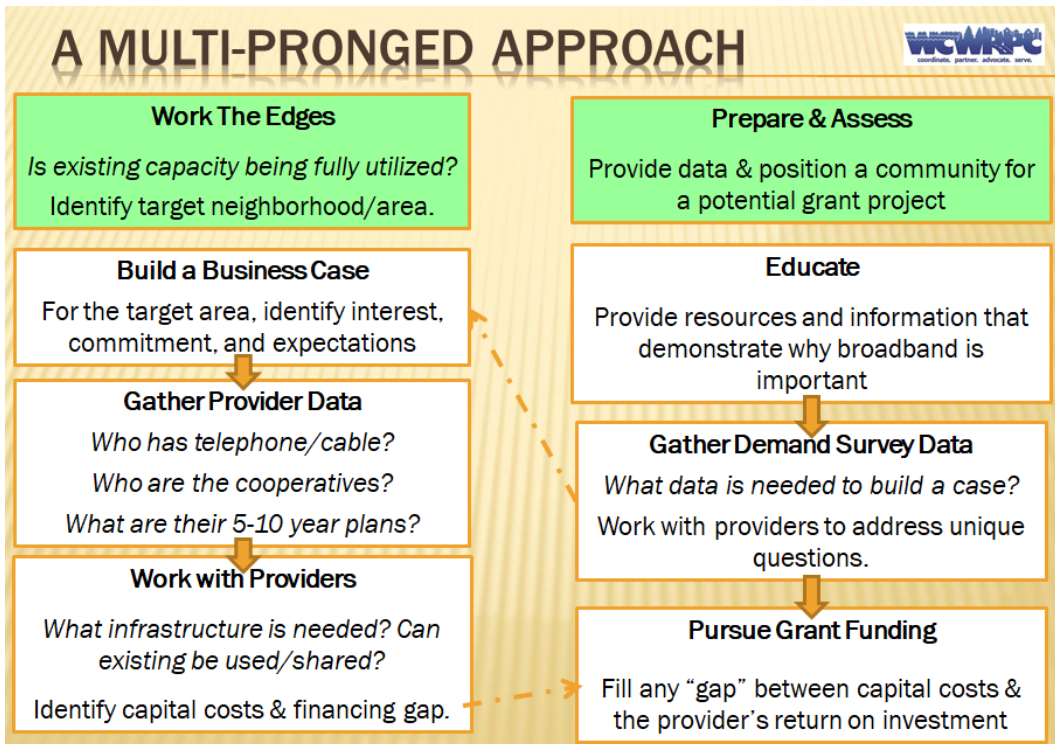 A MULTI-PRONGED APPROACH
WCWRPC
coordinate. partner. advocate. serve.
Work The Edges
Is existing capacity being fully utilized?
Identify target neighborhood/area.
Build a Business Case
For the target area, identify interest,
commitment, and expectations
Gather Provider Data
Who has telephone/cable?
Who are the cooperatives?
What are their 5-10 year plans?
Work with Providers
What infrastructure is needed? Can
existing be used/shared?
Identify capital costs & financing gap.
Prepare & Assess
Provide data & position a community for
a potential grant project
Educate
Provide resources and information that
demonstrate why broadband is
important
Gather Demand Survey Data
What data is needed to build a case?
Work with providers to address unique
questions.
Pursue Grant Funding
Fill any “gap” between capital costs &
the provider’s return on investment